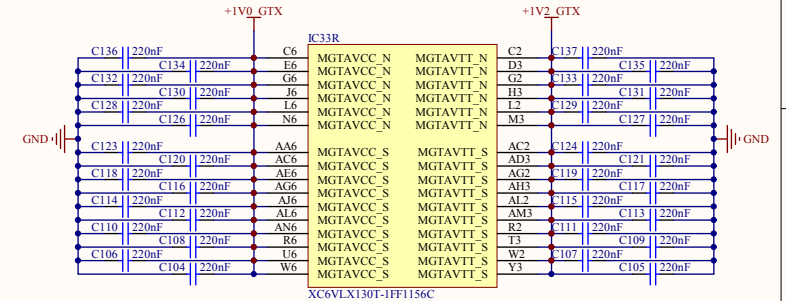 +1V0_GTX +1V2_GTX
IC33R
C136 220nF C6 MGTAVCC_N MGTAVTT_N C2 C137 220nF
C134 220nF E6 MGTAVCC_N MGTAVTT_N D3 C135 220nF
C132 220nF G6 MGTAVCC_N MGTAVTT_N G2 C133 220nF
C130 220nF J6 MGTAVCC_N MGTAVTT_N H3 C131 220nF
C128 220nF L6 MGTAVCC_N MGTAVTT_N L2 C129 220nF
C126 220nF N6 MGTAVCC_N MGTAVTT_N M3 C127 220nF
GND GND
C123 220nF AA6 MGTAVCC_S MGTAVTT_S AC2 C124 220nF
C120 220nF AC6 MGTAVCC_S MGTAVTT_S AD3 C121 220nF
C118 220nF AE6 MGTAVCC_S MGTAVTT_S AG2 C119 220nF
C116 220nF AG6 MGTAVCC_S MGTAVTT_S AH3 C117 220nF
C114 220nF AJ6 MGTAVCC_S MGTAVTT_S AL2 C115 220nF
C112 220nF AL6 MGTAVCC_S MGTAVTT_S AM3 C113 220nF
C110 220nF AN6 MGTAVCC_S MGTAVTT_S R2 C111 220nF
C108 220nF R6 MGTAVCC_S MGTAVTT_S T3 C109 220nF
C106 220nF U6 MGTAVCC_S MGTAVTT_S W2 C107 220nF
C104 220nF W6 MGTAVCC_S MGTAVTT_S Y3 C105 220nF
XC6VLX130T-1FF1156C